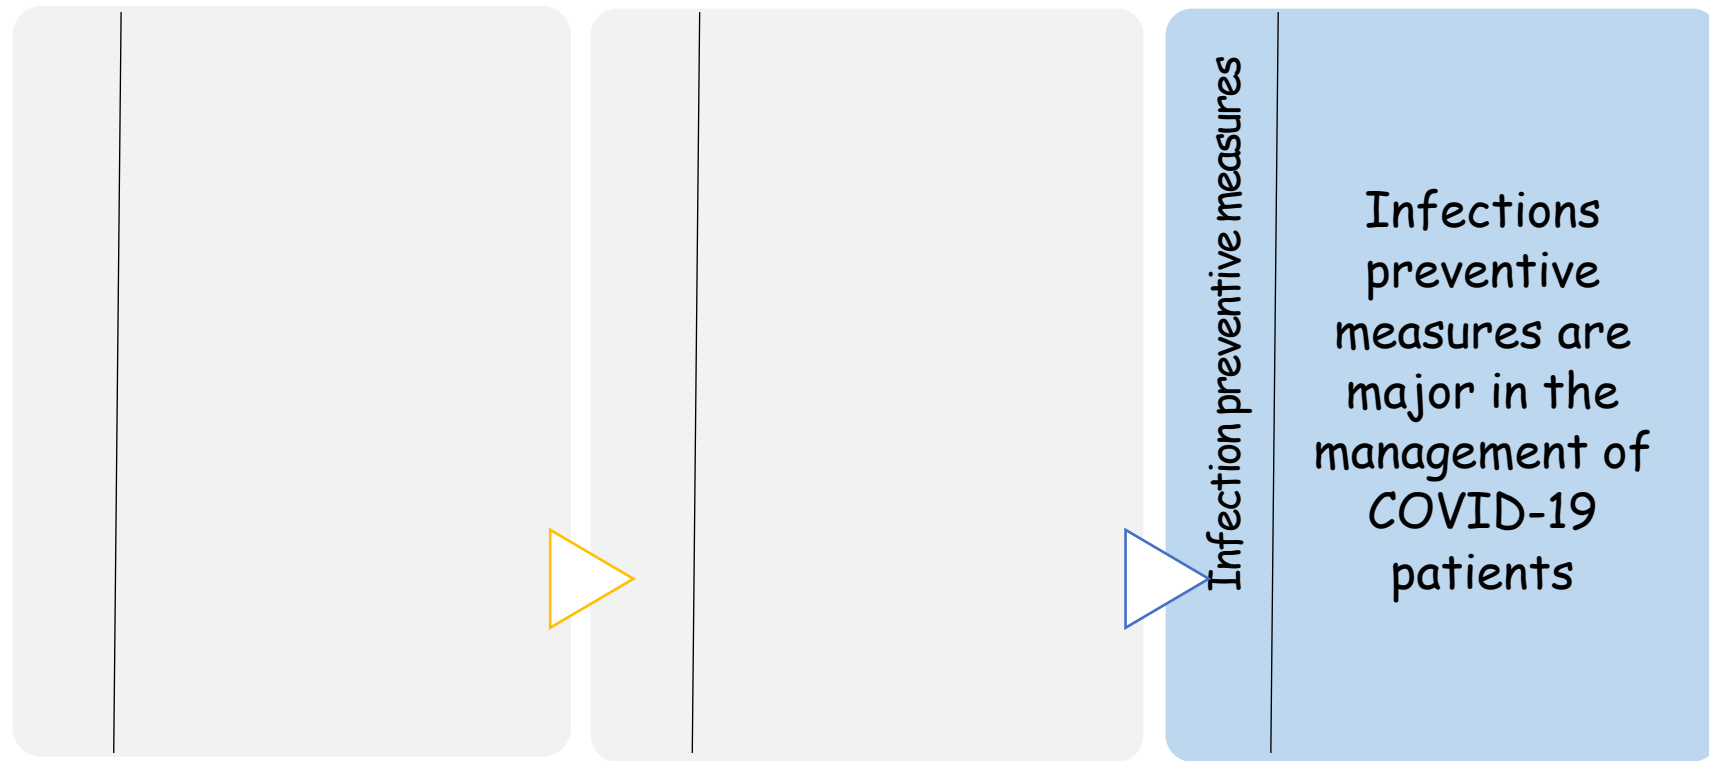 Infection preventive measures
Infections
preventive
measures are
major in the
management of
COVID-19
patients